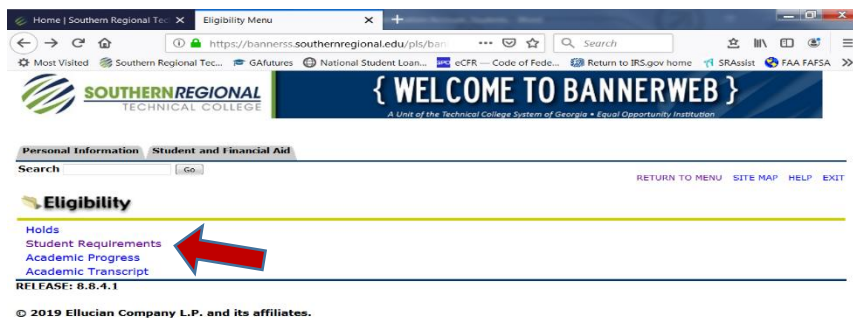 Home | Southern Regional Tec
Eligibility Menu
https://bannerss.southernregional.edu/pls/ban
Search
Most Visited Southern Regional Tec... GAfutures National Student Loan... eCFR — Code of Fede... Return to IRS.gov home SRAssist FAA FAFSA
SOUTHERN REGIONAL
TECHNICAL COLLEGE
{ WELCOME TO BANNERWEB }
A Unit of the Technical College System of Georgia • Equal Opportunity Institution
Personal Information Student and Financial Aid
Search Go
RETURN TO MENU SITE MAP HELP EXIT
Eligibility
Holds
Student Requirements
Academic Progress
Academic Transcript
RELEASE: 8.8.4.1
© 2019 Ellucian Company L.P. and its affiliates.